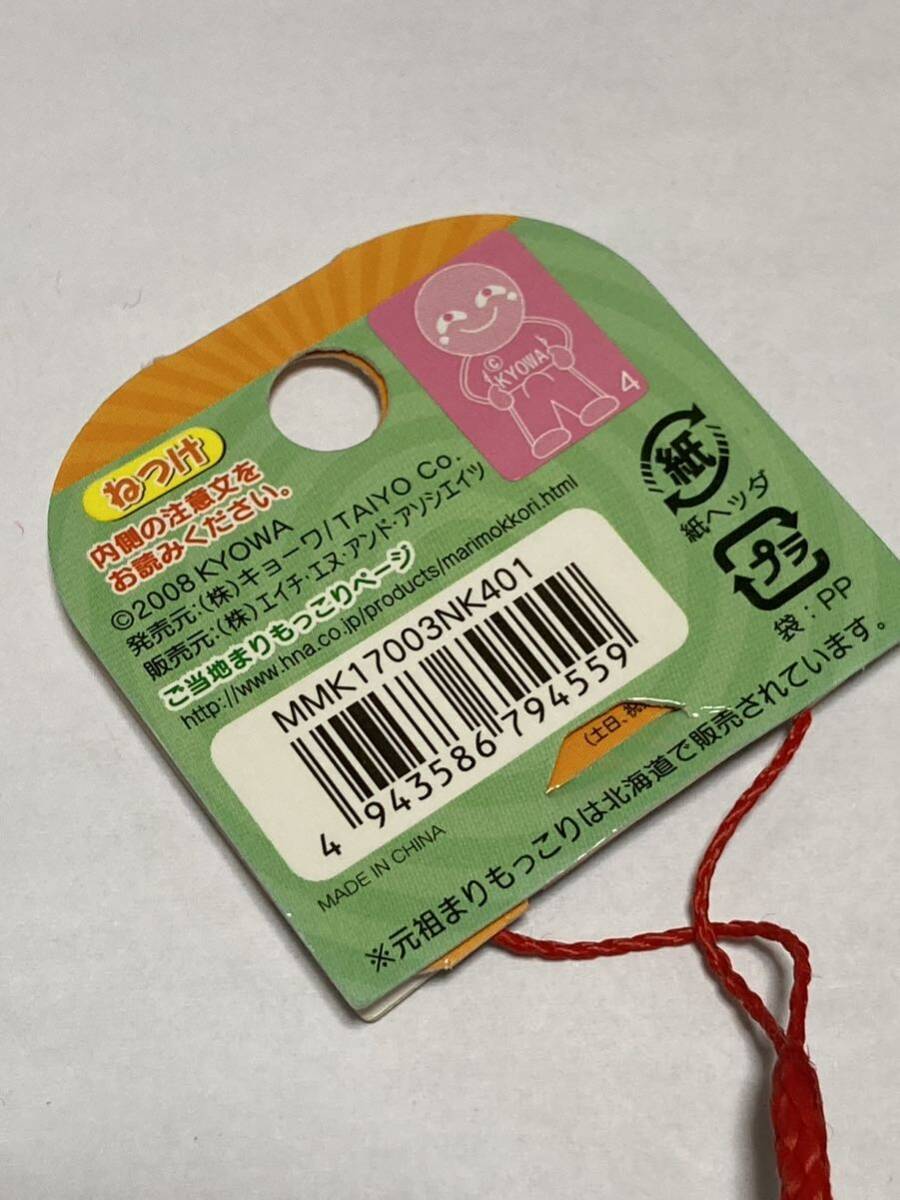 ねつけ
内側の注意文を
お読みください。
©2008 KYOWA
発売元:(株)キョーワ/TAIYO Co.
販売元:(株)エイチ・エヌ・アンド・アソシエイツ
ご当地まりもっこりページ
http://www.hna.co.jp/products/marimokkori.html
© KYOWA
4
紙
紙ヘッダ
プラ
袋:PP
MMK17003NK401
4 943586 794559
(土日、祝
MADE IN CHINA
※元祖まりもっこりは北海道で販売されています。